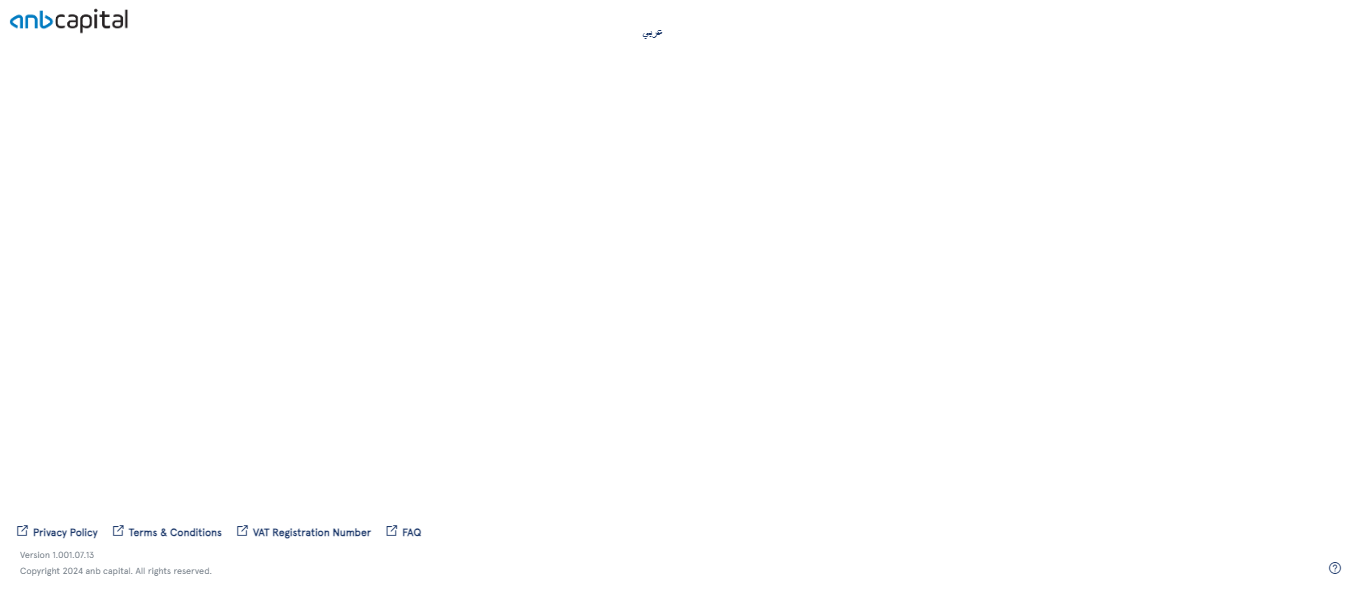 anbcapital
عربي
Privacy Policy Terms & Conditions VAT Registration Number FAQ
Version 1.001.07.13
Copyright 2024 anb capital. All rights reserved.